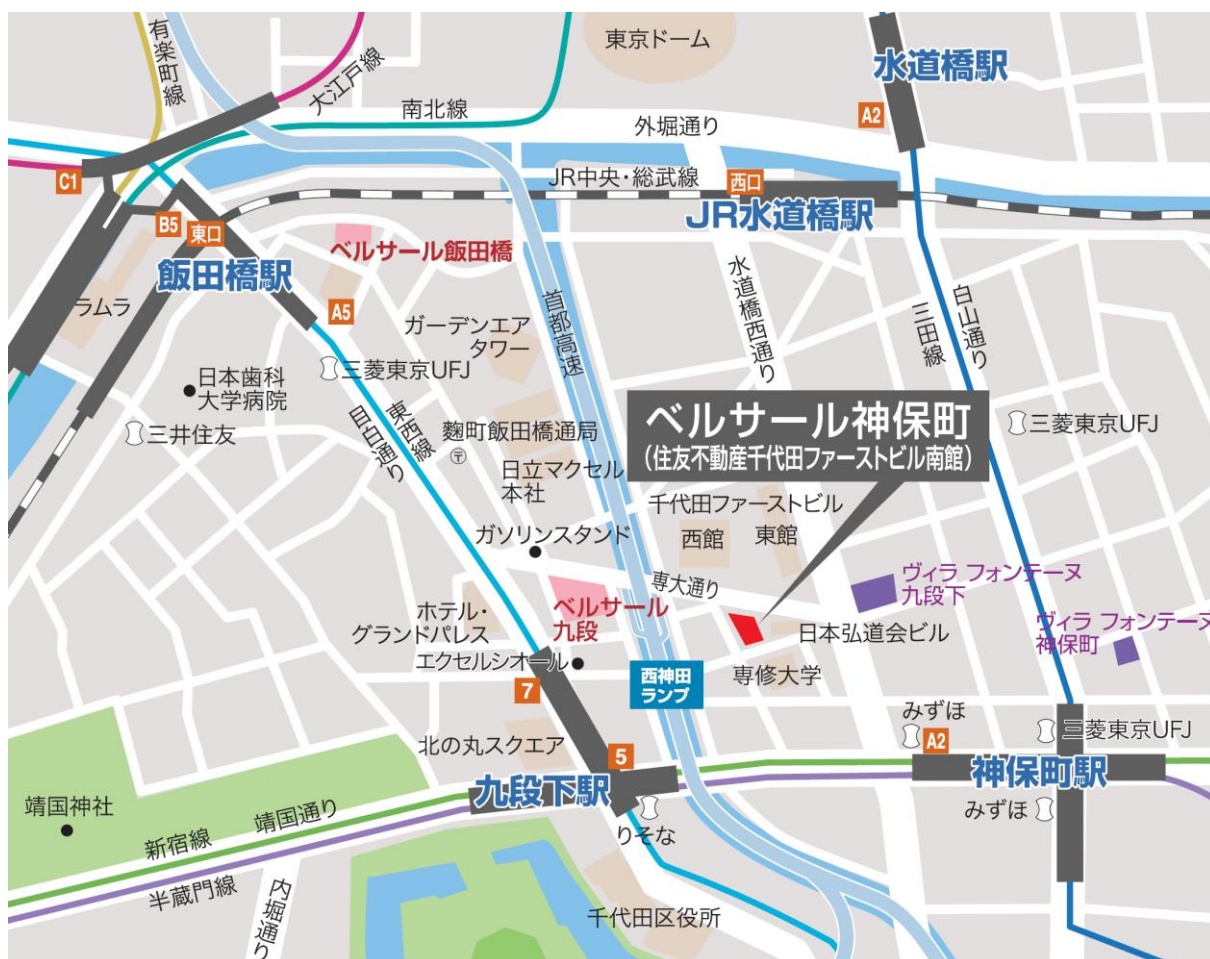 東京ドーム
水道橋駅
有楽町線
大江戸線
南北線
外堀通り
A2
C1
JR中央・総武線
西口
JR水道橋駅
B5
東口
飯田橋駅
ベルサール飯田橋
ラムラ
A5
ガーデンエア
タワー
首都高速
水道橋西通り
三田線
白山通り
三菱東京UFJ
日本歯科
大学病院
三井住友
目白通り
東西線
麴町飯田橋通局
〒
日立マクセル
本社
ベルサール神保町
(住友不動産千代田ファーストビル南館)
三菱東京UFJ
千代田ファーストビル
西館
東館
ガソリンスタンド
専大通り
ヴィラ フォンテーヌ
九段下
ホテル・
グランドパレス
ベルサール
九段
日本弘道会ビル
ヴィラ フォンテーヌ
神保町
エクセルシオール
7
西神田
ランプ
専修大学
みずほ
A2
三菱東京UFJ
北の丸スクエア
5
九段下駅
神保町駅
靖国神社
新宿線
靖国通り
りそな
みずほ
半蔵門線
内堀通り
千代田区役所